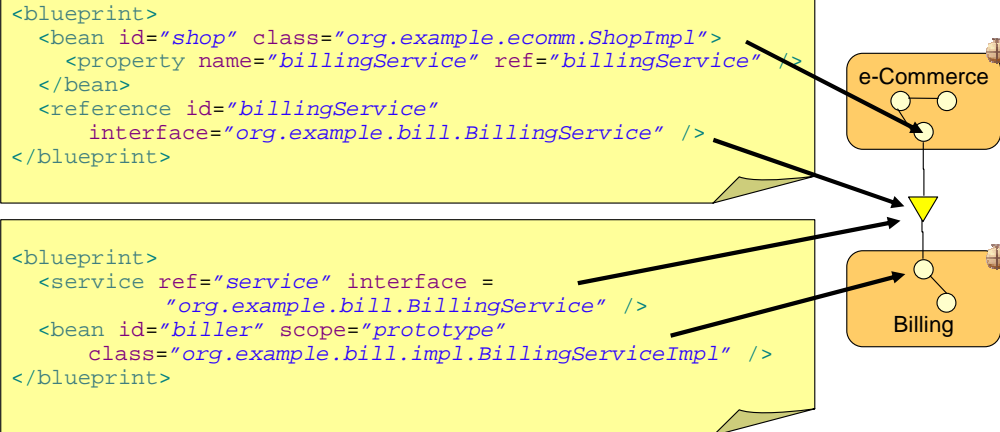 <blueprint>
<bean id=”shop” class=”org.example.ecomm.ShopImpl”>
<property name=”billingService” ref=”billingService” />
</bean>
<reference id=”billingService”
interface=”org.example.bill.BillingService” />
</blueprint>
e-Commerce
<blueprint>
<service ref=”service” interface =
”org.example.bill.BillingService” />
<bean id=”biller” scope=”prototype”
class=”org.example.bill.impl.BillingServiceImpl” />
</blueprint>
Billing